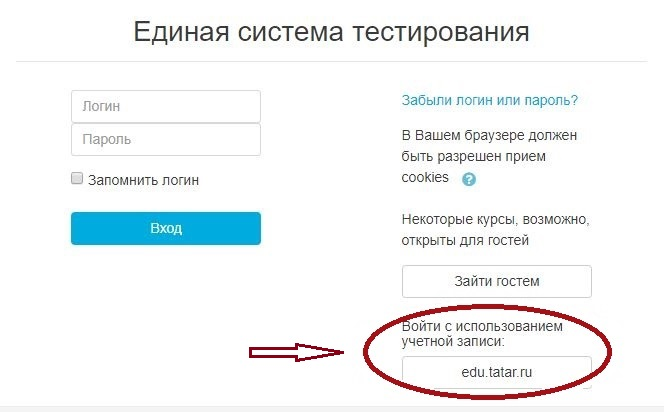 Единая система тестирования
Логин
Пароль
Запомнить логин
Вход
Забыли логин или пароль?
В Вашем браузере должен
быть разрешен прием
cookies ?
Некоторые курсы, возможно,
открыты для гостей
Зайти гостем
Войти с использованием
учетной записи:
edu.tatar.ru